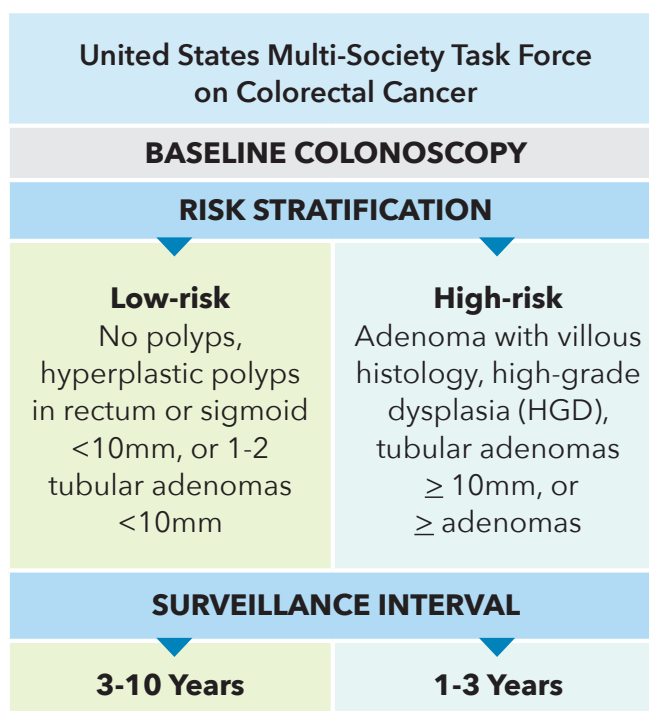 United States Multi-Society Task Force
on Colorectal Cancer
BASELINE COLONOSCOPY
RISK STRATIFICATION
Low-risk
No polyps,
hyperplastic polyps
in rectum or sigmoid
<10mm, or 1-2
tubular adenomas
<10mm
High-risk
Adenoma with villous
histology, high-grade
dysplasia (HGD),
tubular adenomas
≥ 10mm, or
≥ adenomas
SURVEILLANCE INTERVAL
3-10 Years
1-3 Years